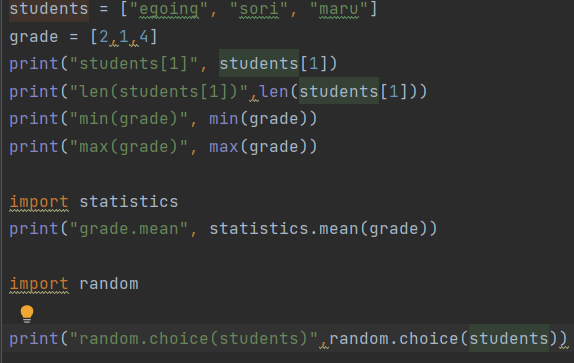 students = ["egoing", "sori", "maru"]
grade = [2,1,4]
print("students[1]", students[1])
print("len(students[1])",len(students[1]))
print("min(grade)", min(grade))
print("max(grade)", max(grade))
import statistics
print("grade.mean", statistics.mean(grade))
import random
print("random.choice(students)",random.choice(students))